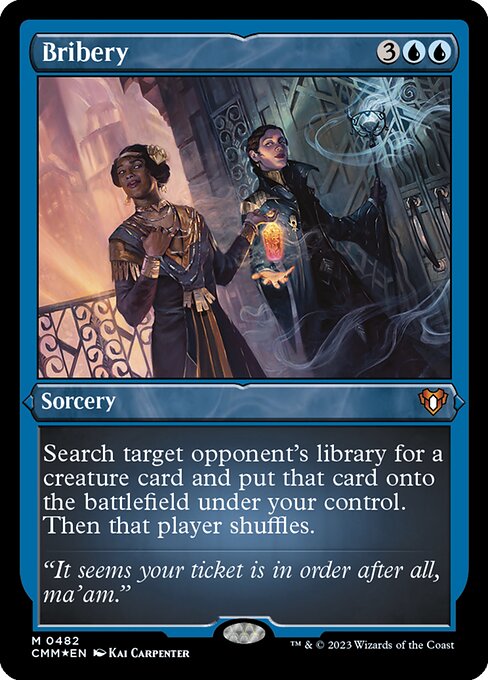 Bribery 3
Sorcery
Search target opponent's library for a
creature card and put that card onto
the battlefield under your control.
Then that player shuffles.
“It seems your ticket is in order after all,
ma'am.”
M 0482
CMM★EN Kai Carpenter
™ & © 2023 Wizards of the Coast